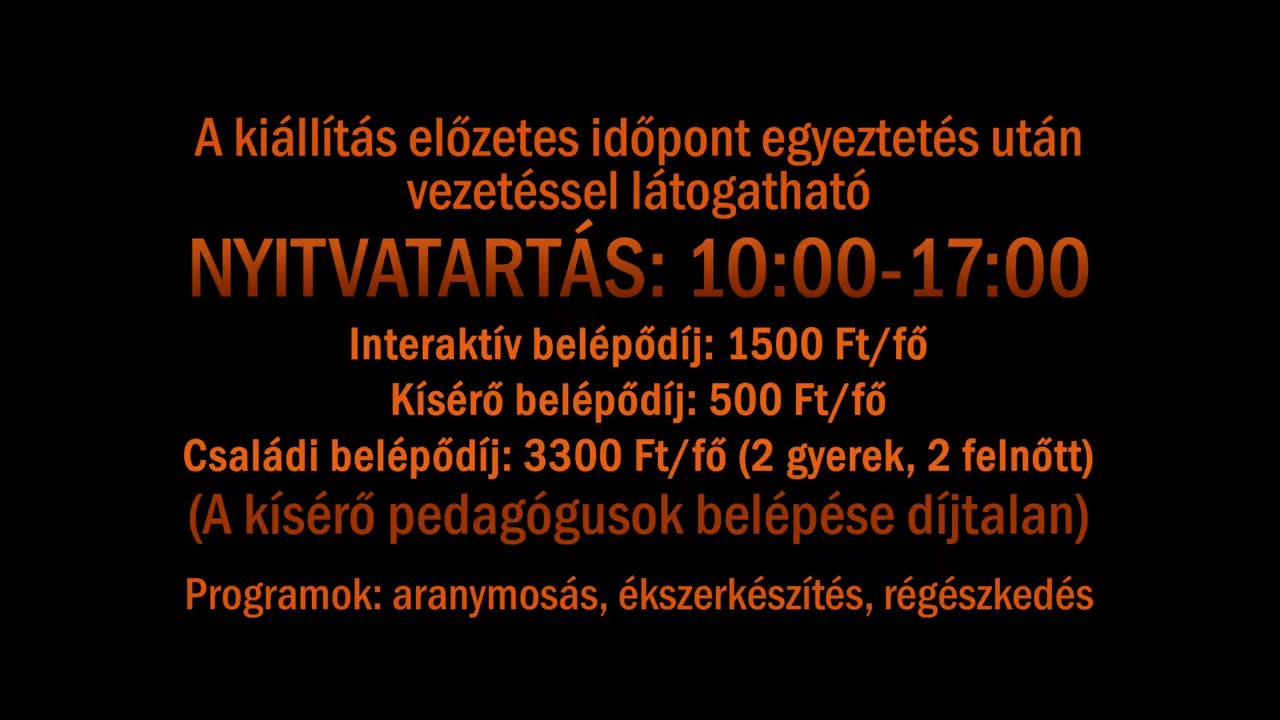 A kiállítás előzetes időpont egyeztetés után
vezetéssel látogatható
NYITVATARTÁS: 10:00-17:00
Interaktív belépődíj: 1500 Ft/fő
Kísérő belépődíj: 500 Ft/fő
Családi belépődíj: 3300 Ft/fő (2 gyerek, 2 felnőtt)
(A kísérő pedagógusok belépése díjtalan)
Programok: aranymosás, ékszerkészítés, régészkedés